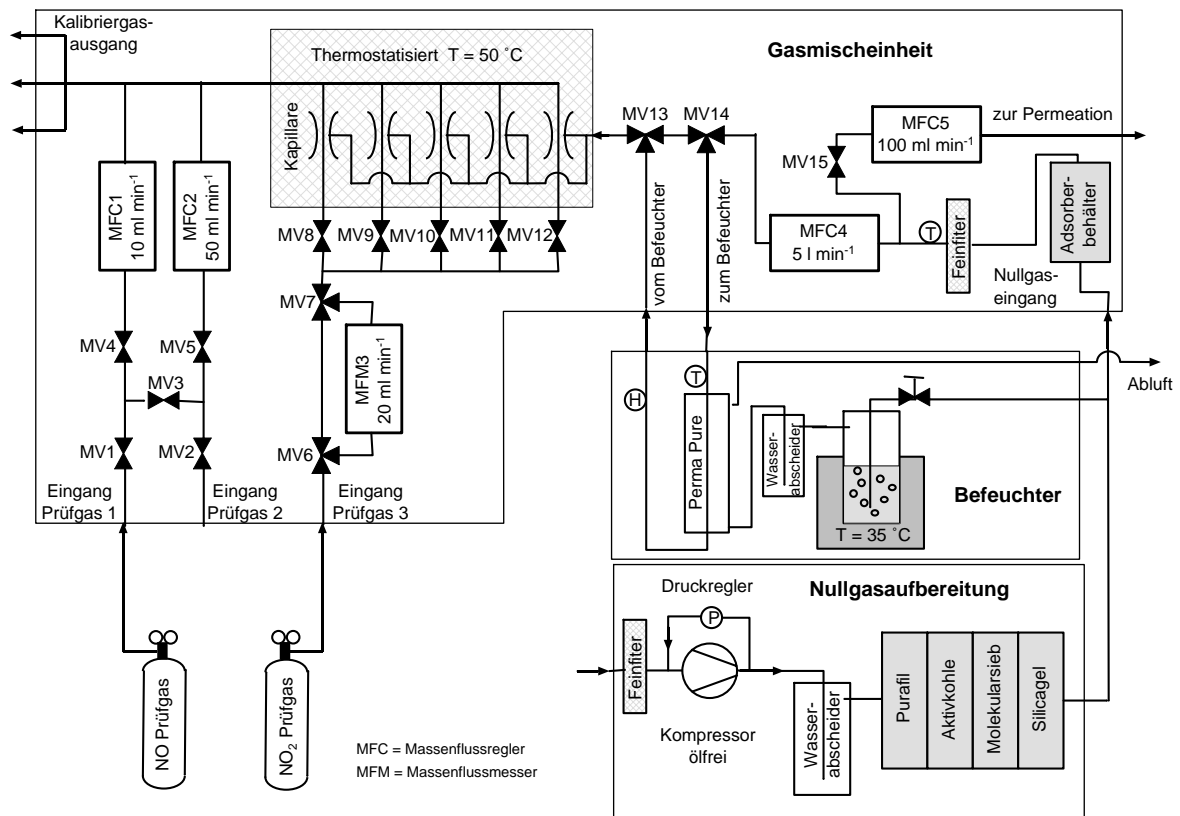 Kalibriergas-
ausgang
Thermostatisiert T = 50 ˚C
Gasmischeinheit
Kapillare
MV13
MV14
MFC5
100 ml min-1
zur Permeation
MV15
MFC1
10 ml min-1
MFC2
50 ml min-1
MV8
MV9
MV10
MV11
MV12
vom Befeuchter
zum Befeuchter
MFC4
5 l min-1
T
Feinfiter
Adsorber-
behälter
Nullgas-
eingang
MV7
MFM3
20 ml min-1
MV4
MV5
MV3
MV1
MV2
MV6
Eingang
Prüfgas 1
Eingang
Prüfgas 2
Eingang
Prüfgas 3
H
T
Perma Pure
Wasser-
abscheider
Abluft
Befeuchter
T = 35 ˚C
Druckregler
Nullgasaufbereitung
P
Feinfiter
Kompressor
ölfrei
Wasser-
abscheider
Purafil
Aktivkohle
Molekularsieb
Silicagel
NO Prüfgas
NO2 Prüfgas
MFC = Massenflussregler
MFM = Massenflussmesser